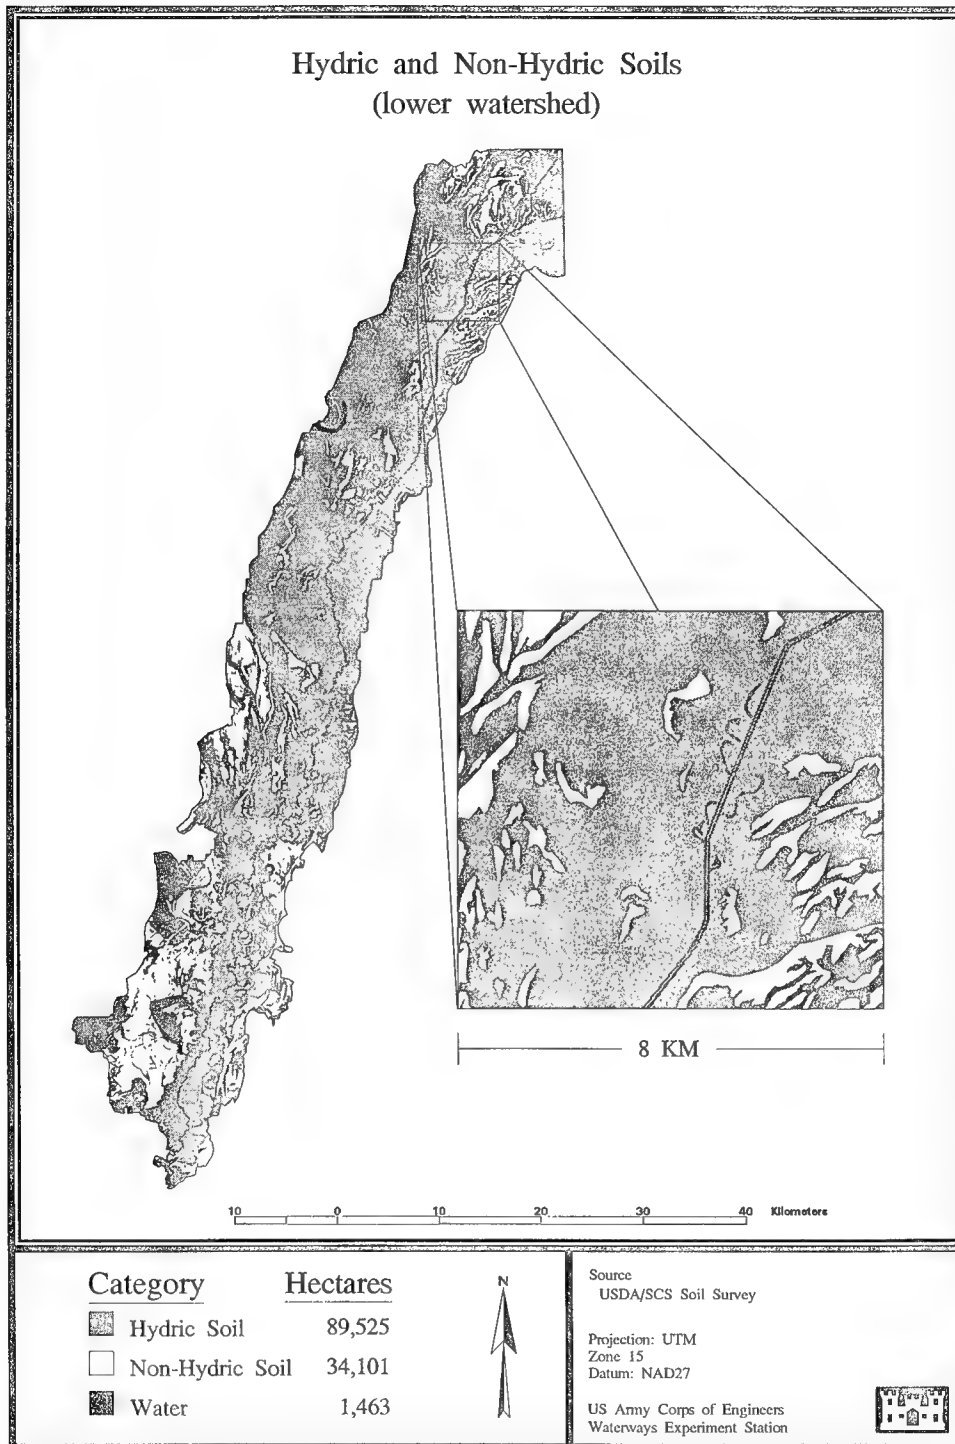 Hydric and Non-Hydric Soils
(lower watershed)
8 KM
10 0 10 20 30 40 Kilometers
Category Hectares
Hydric Soil 89,525
Non-Hydric Soil 34,101
Water 1,463
N
Source
USDA/SCS Soil Survey
Projection: UTM
Zone 15
Datum: NAD27
US Army Corps of Engineers
Waterways Experiment Station